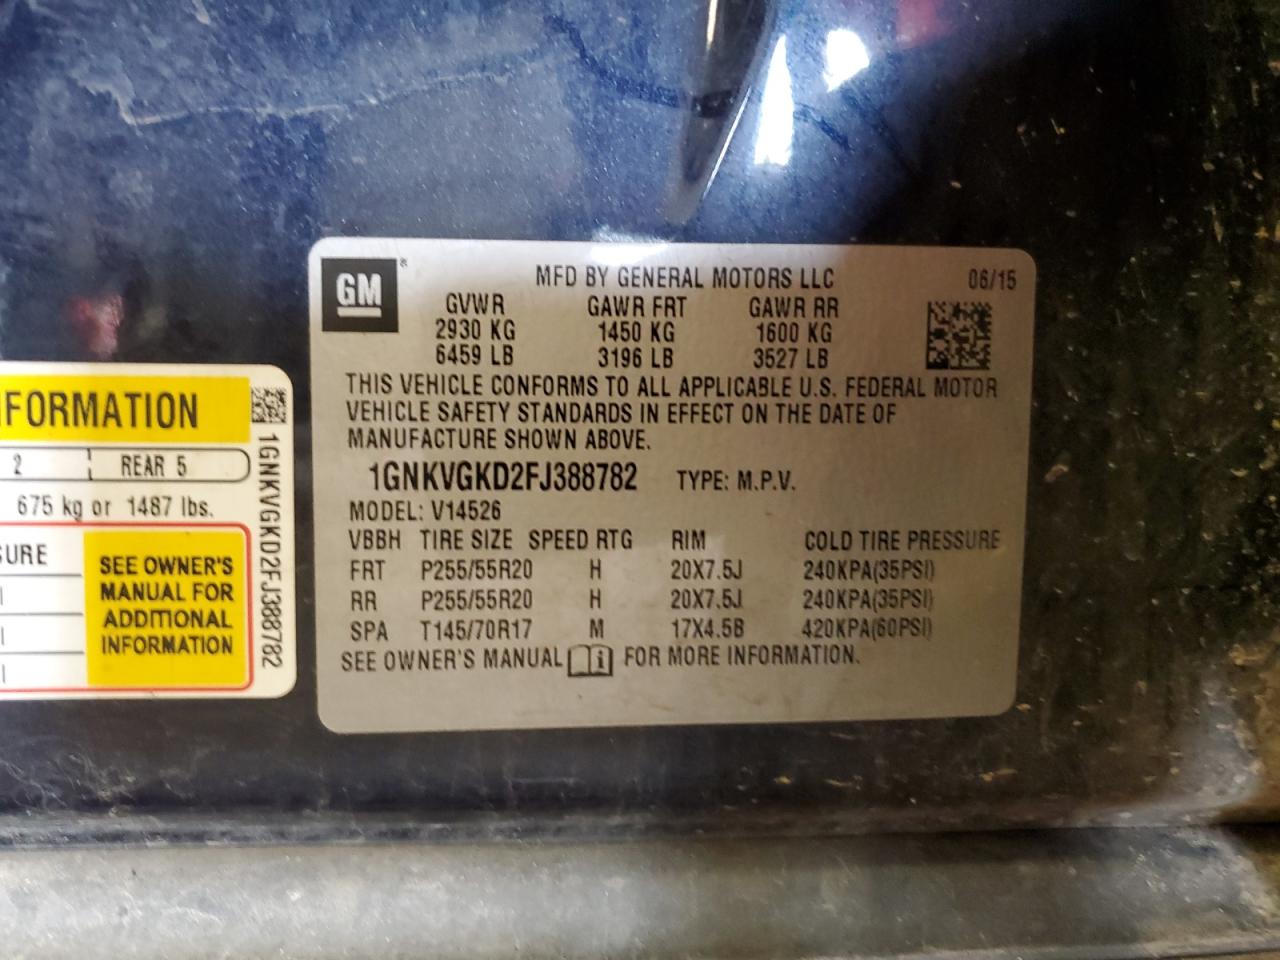 FORMATION
2 REAR 5
675 kg or 1487 lbs.
SURE
SEE OWNER'S
MANUAL FOR
ADDITIONAL
INFORMATION
1GNKVGKD2FJ388782
GM
MFD BY GENERAL MOTORS LLC 06/15
GVWR GAWR FRT GAWR RR
2930 KG 1450 KG 1600 KG
6459 LB 3196 LB 3527 LB
THIS VEHICLE CONFORMS TO ALL APPLICABLE U.S. FEDERAL MOTOR
VEHICLE SAFETY STANDARDS IN EFFECT ON THE DATE OF
MANUFACTURE SHOWN ABOVE.
1GNKVGKD2FJ388782 TYPE: M.P.V.
MODEL: V14526
VBBH TIRE SIZE SPEED RTG RIM COLD TIRE PRESSURE
FRT P255/55R20 H 20X7.5J 240KPA(35PSI)
RR P255/55R20 H 20X7.5J 240KPA(35PSI)
SPA T145/70R17 M 17X4.5B 420KPA(60PSI)
SEE OWNER'S MANUAL FOR MORE INFORMATION.